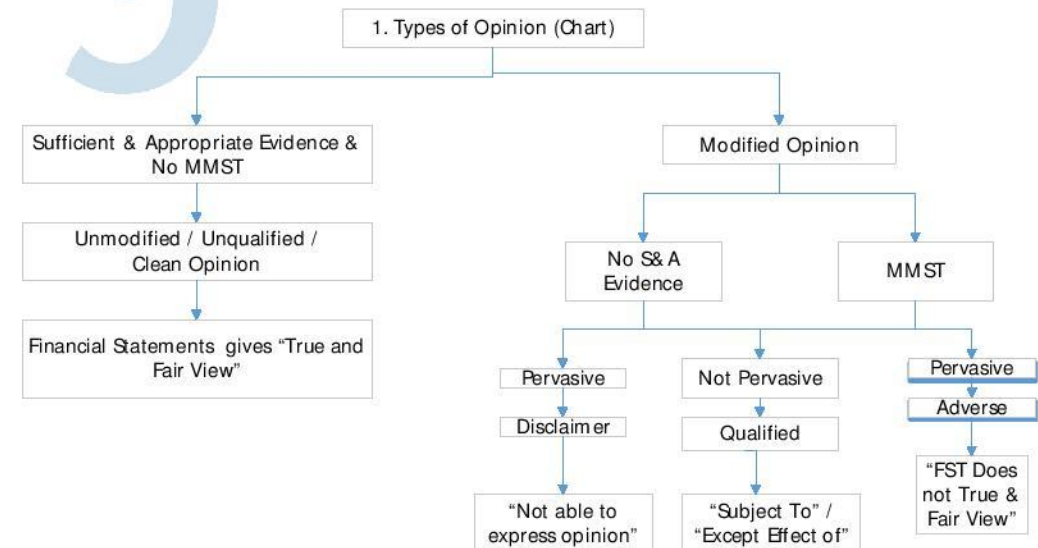 1. Types of Opinion (Chart)
Sufficient & Appropriate Evidence &
No MMST
Modified Opinion
Unmodified / Unqualified /
Clean Opinion
No S& A
Evidence
MMST
Financial Statements gives “True and
Fair View”
Pervasive
Not Pervasive
Pervasive
Disclaimer
Qualified
Adverse
“Not able to
express opinion”
“Subject To” /
“Except Effect of”
“FST Does
not True &
Fair View”